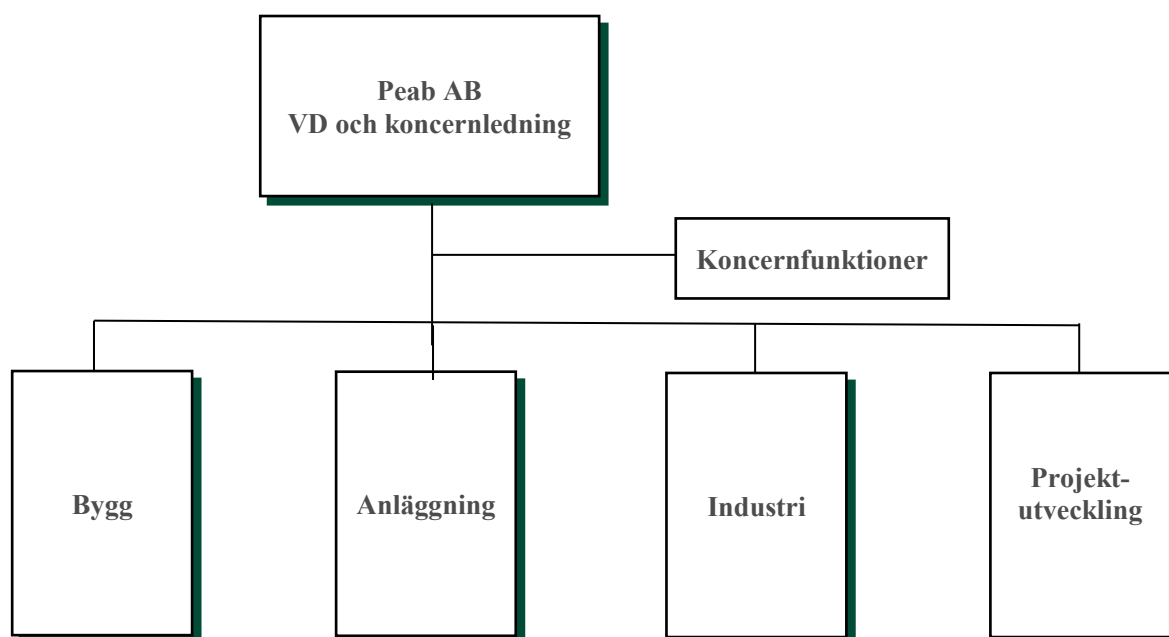 Peab AB
VD och koncernledning
Koncernfunktioner
Bygg
Anläggning
Industri
Projekt-
utveckling